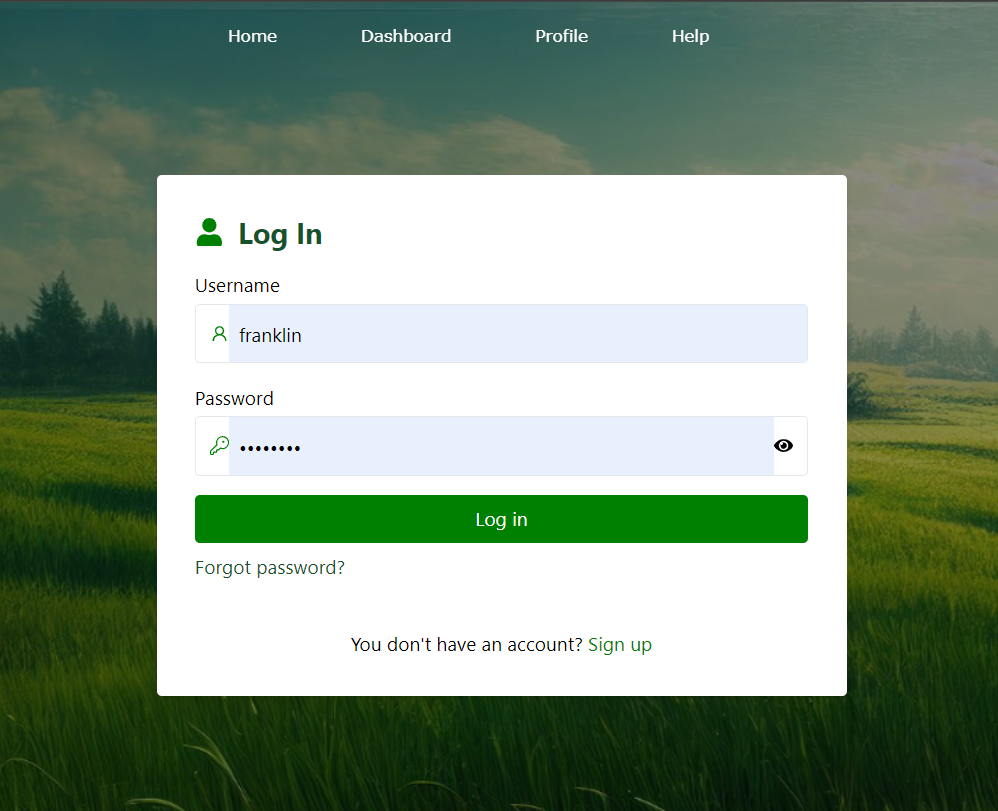 Home Dashboard Profile Help
Log In
Username
franklin
Password
••••••••
Log in
Forgot password?
You don't have an account? Sign up